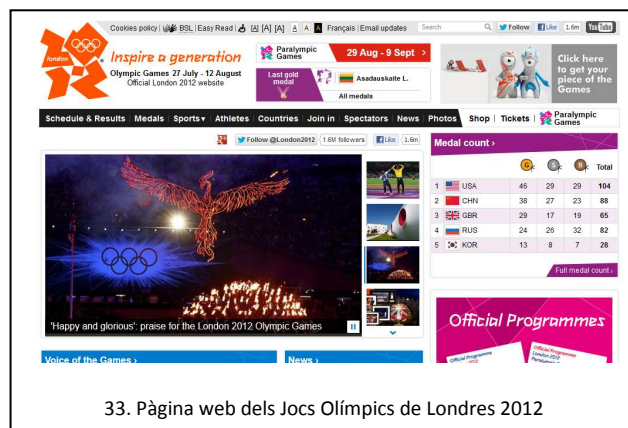 Cookies policy | BSL | Easy Read | [A] [A] [A] A A A Français | Email updates Search Follow Like 1.6m YouTube
london
Inspire a generation
Olympic Games 27 July - 12 August
Official London 2012 website
Paralympic Games 29 Aug - 9 Sept ›
Last gold medal
Asadauskaite L.
All medals
Click here
to get your
piece of the
Games
Schedule & Results | Medals | Sports ▾ | Athletes | Countries | Join in | Spectators | News | Photos Shop | Tickets | Paralympic Games
Follow @London2012 1,6M followers Like 1.6m
Medal count ›
G S B Total
1 USA 46 29 29 104
2 CHN 38 27 23 88
3 GBR 29 17 19 65
4 RUS 24 26 32 82
5 KOR 13 8 7 28
Full medal count ›
'Happy and glorious': praise for the London 2012 Olympic Games
Official Programmes
Official Programme
London 2012
Voice of the Games ›
News ›
33. Pàgina web dels Jocs Olímpics de Londres 2012